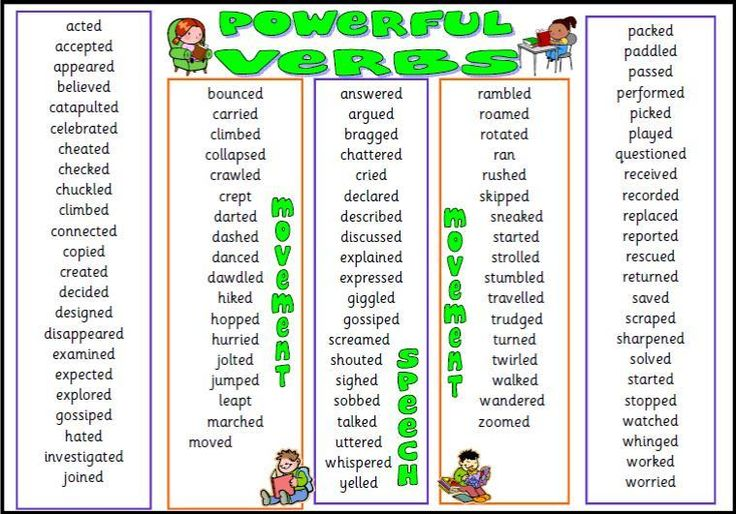 POWERFUL
VERBS
acted
accepted
appeared
believed
catapulted
celebrated
cheated
checked
chuckled
climbed
connected
copied
created
decided
designed
disappeared
examined
expected
explored
gossiped
hated
investigated
joined
bounced
carried
climbed
collapsed
crawled
crept
darted
dashed
danced
dawdled
hiked
hopped
hurried
jolted
jumped
leapt
marched
moved
movement
answered
argued
bragged
chattered
cried
declared
described
discussed
explained
expressed
giggled
gossiped
screamed
shouted
sighed
sobbed
talked
uttered
whispered
yelled
SPEECH
rambled
roamed
rotated
ran
rushed
skipped
sneaked
started
strolled
stumbled
travelled
trudged
turned
twirled
walked
wandered
zoomed
movement
packed
paddled
passed
performed
picked
played
questioned
received
recorded
replaced
reported
rescued
returned
saved
scraped
sharpened
solved
started
stopped
watched
whinged
worked
worried